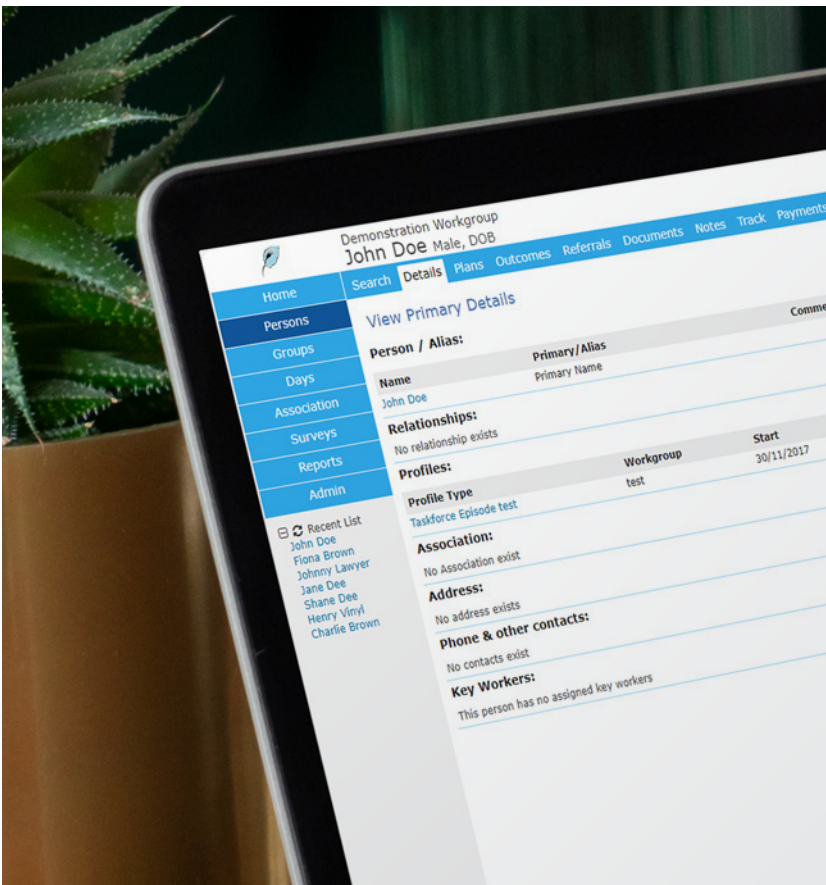 Demonstration Workgroup
John Doe Male, DOB
Search Details Plans Outcomes Referrals Documents Notes Track Payments
Home
Persons
Groups
Days
Association
Surveys
Reports
Admin
Recent List
John Doe
Fiona Brown
Johnny Lawyer
Jane Dee
Shane Dee
Henry Vinyl
Charlie Brown
View Primary Details
Person / Alias:
Name Primary/Alias
John Doe Primary Name
Relationships:
No relationship exists
Profiles:
Profile Type Workgroup Start
Taskforce Episode test test 30/11/2017
Association:
No Association exist
Address:
No address exists
Phone & other contacts:
No contacts exist
Key Workers:
This person has no assigned key workers